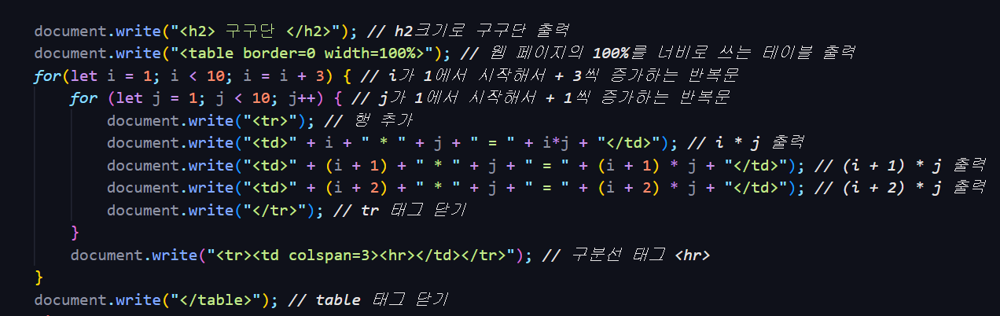 document.write("<h2> 구구단 </h2>"); // h2크기로 구구단 출력
document.write("<table border=0 width=100%>"); // 웹 페이지의 100%를 너비로 쓰는 테이블 출력
for(let i = 1; i < 10; i = i + 3) { // i가 1에서 시작해서 + 3씩 증가하는 반복문
for (let j = 1; j < 10; j++) { // j가 1에서 시작해서 + 1씩 증가하는 반복문
document.write("<tr>"); // 행 추가
document.write("<td>" + i + " * " + j + " = " + i*j + "</td>"); // i * j 출력
document.write("<td>" + (i + 1) + " * " + j + " = " + (i + 1) * j + "</td>"); // (i + 1) * j 출력
document.write("<td>" + (i + 2) + " * " + j + " = " + (i + 2) * j + "</td>"); // (i + 2) * j 출력
document.write("</tr>"); // tr 태그 닫기
}
document.write("<tr><td colspan=3><hr></td></tr>"); // 구분선 태그 <hr>
}
document.write("</table>"); // table 태그 닫기